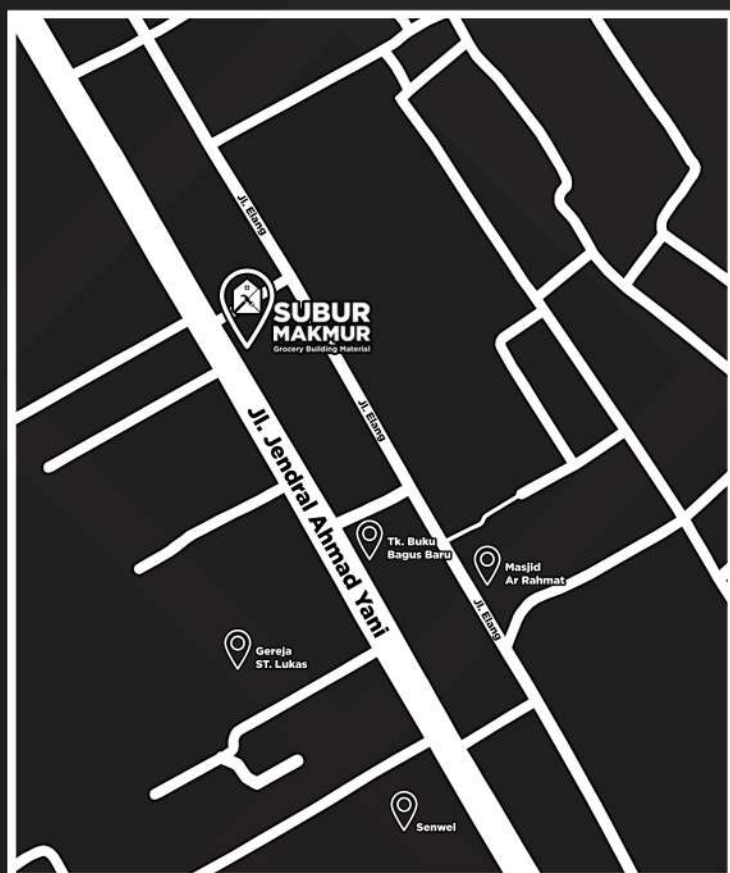 Jl. Elang
SUBUR
MAKMUR
Grocery Building Material
Jl. Elang
Jl. Jendral Ahmad Yani
Tk. Buku
Bagus Baru
Masjid
Ar Rahmat
Jl. Elang
Gereja
ST. Lukas
Senwei